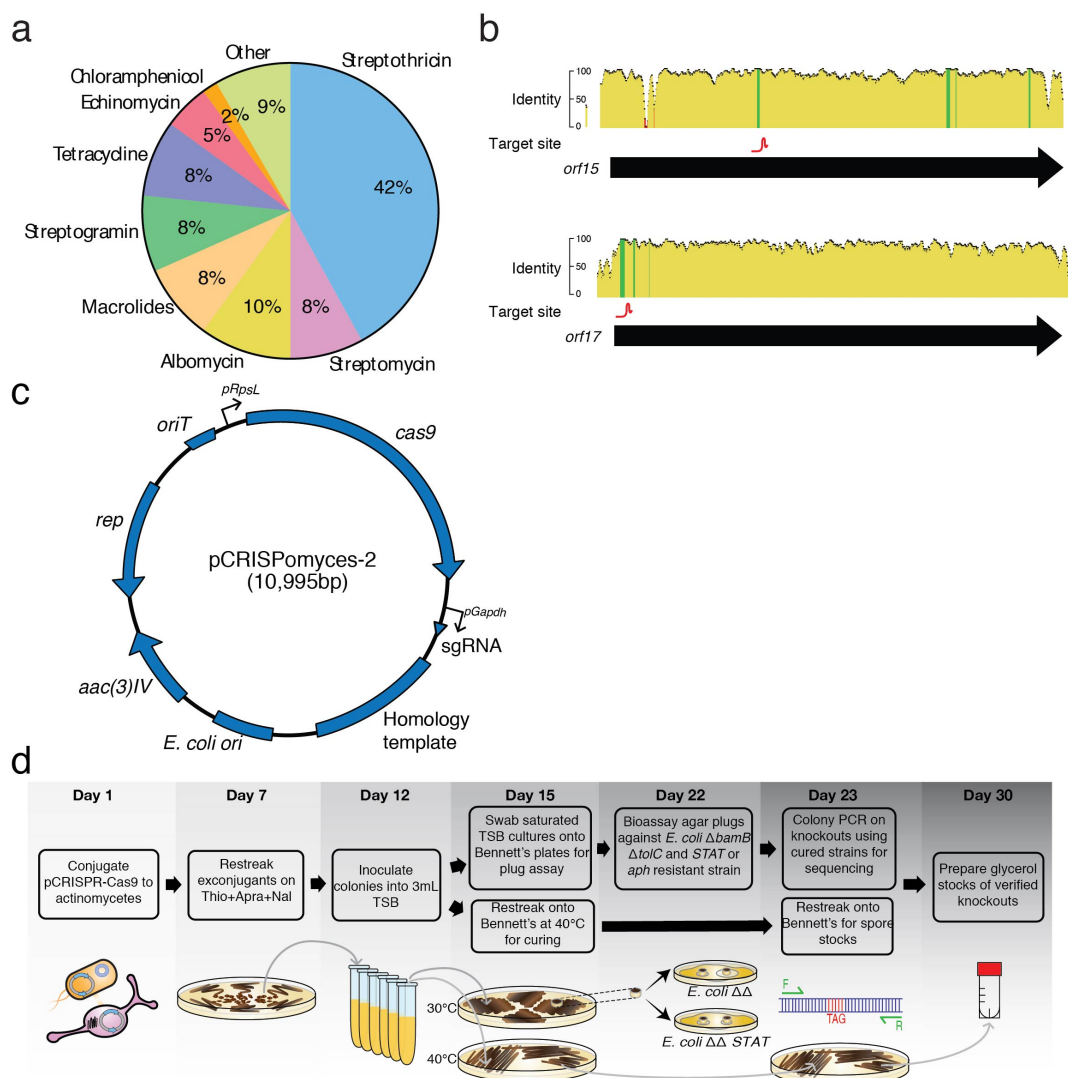 a
Other
Streptothricin
Chloramphenicol
Echinomycin
Tetracycline
Streptogramin
Macrolides
Albomycin
Streptomycin
9%
2%
5%
8%
8%
8%
10%
8%
42%
b
Identity
100
50
0
Target site
orf15
Identity
100
50
0
Target site
orf17
c
pRpsL
oriT
cas9
rep
pCRISPomyces-2
(10,995bp)
pGapdh
sgRNA
aac(3)IV
E. coli ori
Homology
template
d
Day 1
Day 7
Day 12
Day 15
Day 22
Day 23
Day 30
Conjugate
pCRISPR-Cas9 to
actinomycetes
Restreak
exconjugants on
Thio+Apra+Nal
Inoculate
colonies into 3mL
TSB
Swab saturated
TSB cultures onto
Bennett's plates for
plug assay
Restreak onto
Bennett's at 40°C
for curing
Bioassay agar plugs
against E. coli ΔbamB
ΔtolC and STAT or
aph resistant strain
Colony PCR on
knockouts using
cured strains for
sequencing
Restreak onto
Bennett's for spore
stocks
Prepare glycerol
stocks of verified
knockouts
30°C
40°C
E. coli ΔΔ
E. coli ΔΔ STAT
F
TAG
R